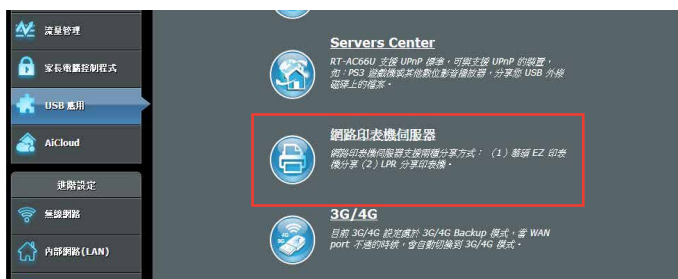 流量管理
家長電腦控制程式
USB 應用
AiCloud
進階設定
無線網路
內部網路(LAN)
Servers Center
RT-AC66U 支援 UPnP 標準，可與支援 UPnP 的裝置，
如：PS3 遊戲機或其他數位影音播放器，分享您 USB 外接
磁碟上的檔案。
網路印表機伺服器
網路印表機伺服器支援兩種分享方式： (1) 華碩 EZ 印表
機分享 (2) LPR 分享印表機。
3G/4G
目前 3G/4G 設定處於 3G/4G Backup 模式，當 WAN
port 不通的時候，會自動切換到 3G/4G 模式。